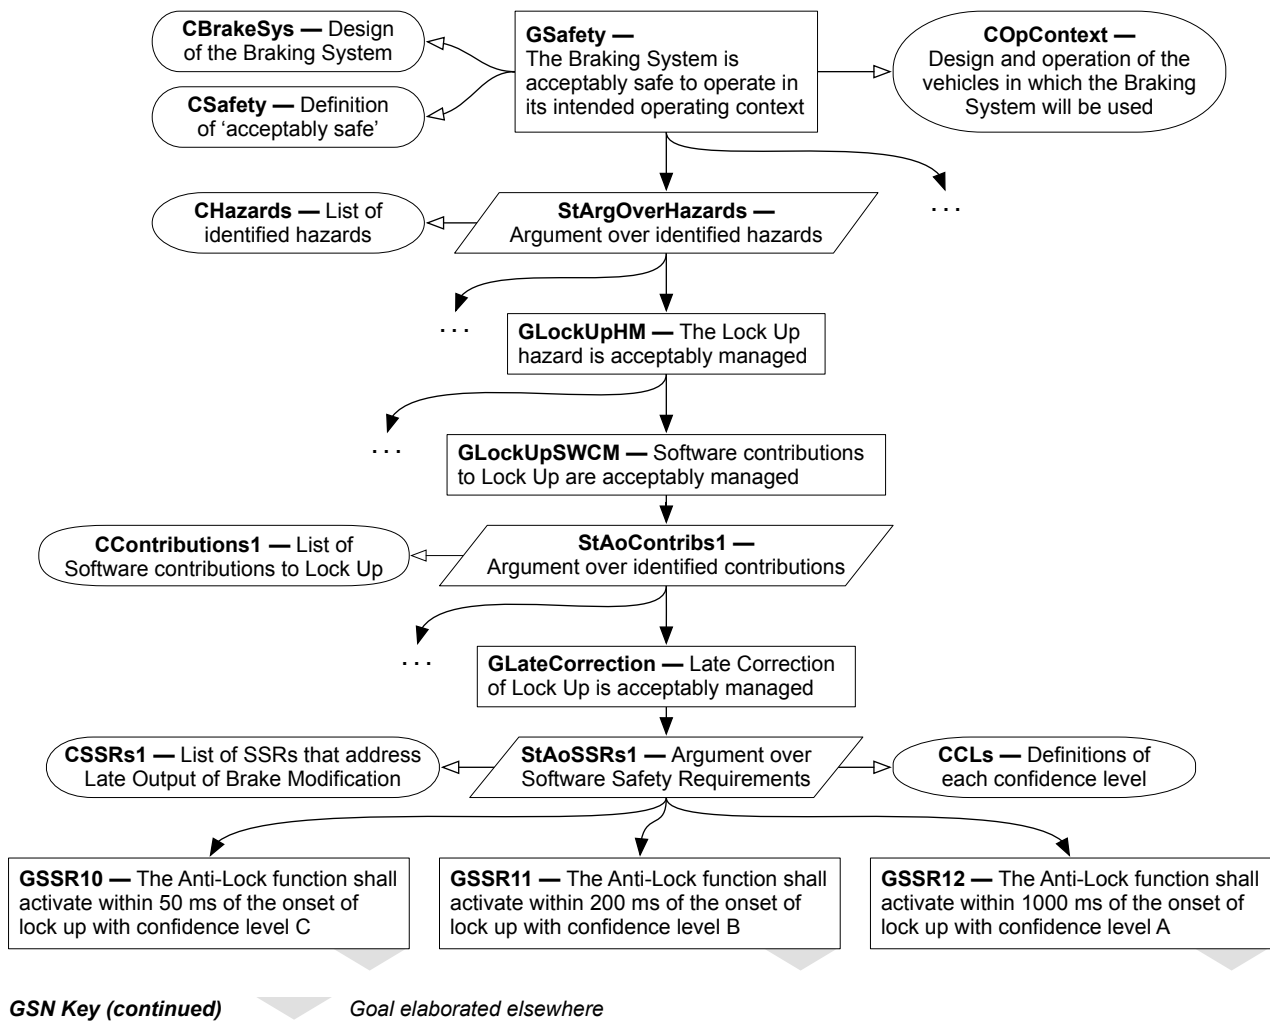 CBrakeSys — Design
of the Braking System
CSafety — Definition
of ‘acceptably safe’
GSafety —
The Braking System is
acceptably safe to operate in
its intended operating context
COpContext —
Design and operation of the
vehicles in which the Braking
System will be used
. . .
CHazards — List of
identified hazards
StArgOverHazards —
Argument over identified hazards
. . .
GLockUpHM — The Lock Up
hazard is acceptably managed
. . .
GLockUpSWCM — Software contributions
to Lock Up are acceptably managed
CContributions1 — List of
Software contributions to Lock Up
StAoContribs1 —
Argument over identified contributions
. . .
GLateCorrection — Late Correction
of Lock Up is acceptably managed
CSSRs1 — List of SSRs that address
Late Output of Brake Modification
StAoSSRs1 — Argument over
Software Safety Requirements
CCLs — Definitions of
each confidence level
GSSR10 — The Anti-Lock function shall
activate within 50 ms of the onset of
lock up with confidence level C
GSSR11 — The Anti-Lock function shall
activate within 200 ms of the onset of
lock up with confidence level B
GSSR12 — The Anti-Lock function shall
activate within 1000 ms of the onset of
lock up with confidence level A
GSN Key (continued)
Goal elaborated elsewhere